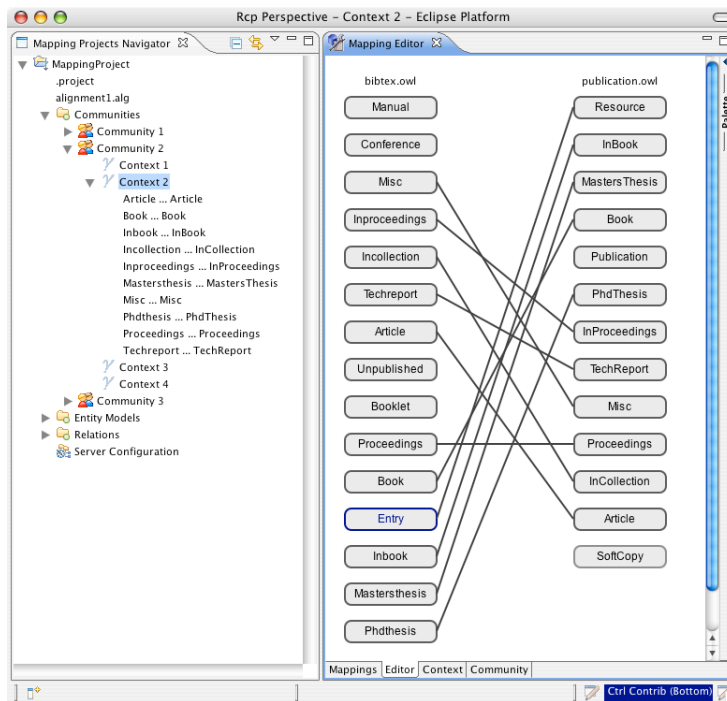 Rcp Perspective – Context 2 – Eclipse Platform
Mapping Projects Navigator
MappingProject
.project
alignment1.alg
Communities
Community 1
Community 2
Context 1
Context 2
Article ... Article
Book ... Book
Inbook ... InBook
Incollection ... InCollection
Inproceedings ... InProceedings
Mastersthesis ... MastersThesis
Misc ... Misc
Phdthesis ... PhdThesis
Proceedings ... Proceedings
Techreport ... TechReport
Context 3
Context 4
Community 3
Entity Models
Relations
Server Configuration
Mapping Editor
bibtex.owl
publication.owl
Manual
Resource
Conference
InBook
Misc
MastersThesis
Inproceedings
Book
Incollection
Publication
Techreport
PhdThesis
Article
InProceedings
Unpublished
TechReport
Booklet
Misc
Proceedings
Proceedings
Book
InCollection
Entry
Article
Inbook
SoftCopy
Mastersthesis
Phdthesis
Palette
Mappings Editor Context Community
Ctrl Contrib (Bottom)